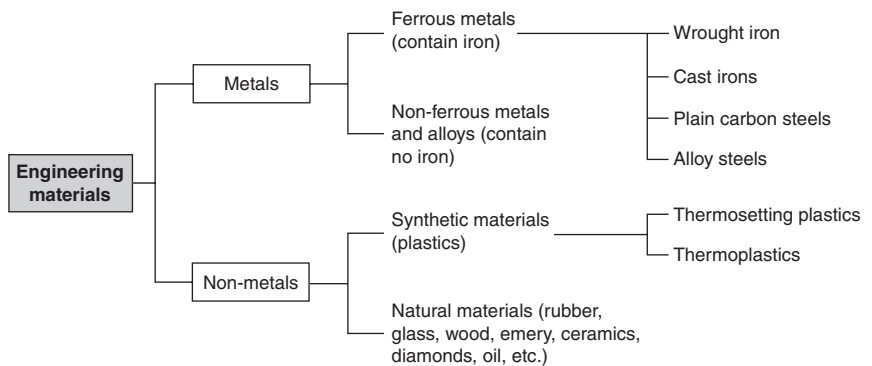 Engineering
materials
Metals
Ferrous metals
(contain iron)
Wrought iron
Cast irons
Plain carbon steels
Alloy steels
Non-ferrous metals
and alloys (contain
no iron)
Non-metals
Synthetic materials
(plastics)
Thermosetting plastics
Thermoplastics
Natural materials (rubber,
glass, wood, emery, ceramics,
diamonds, oil, etc.)